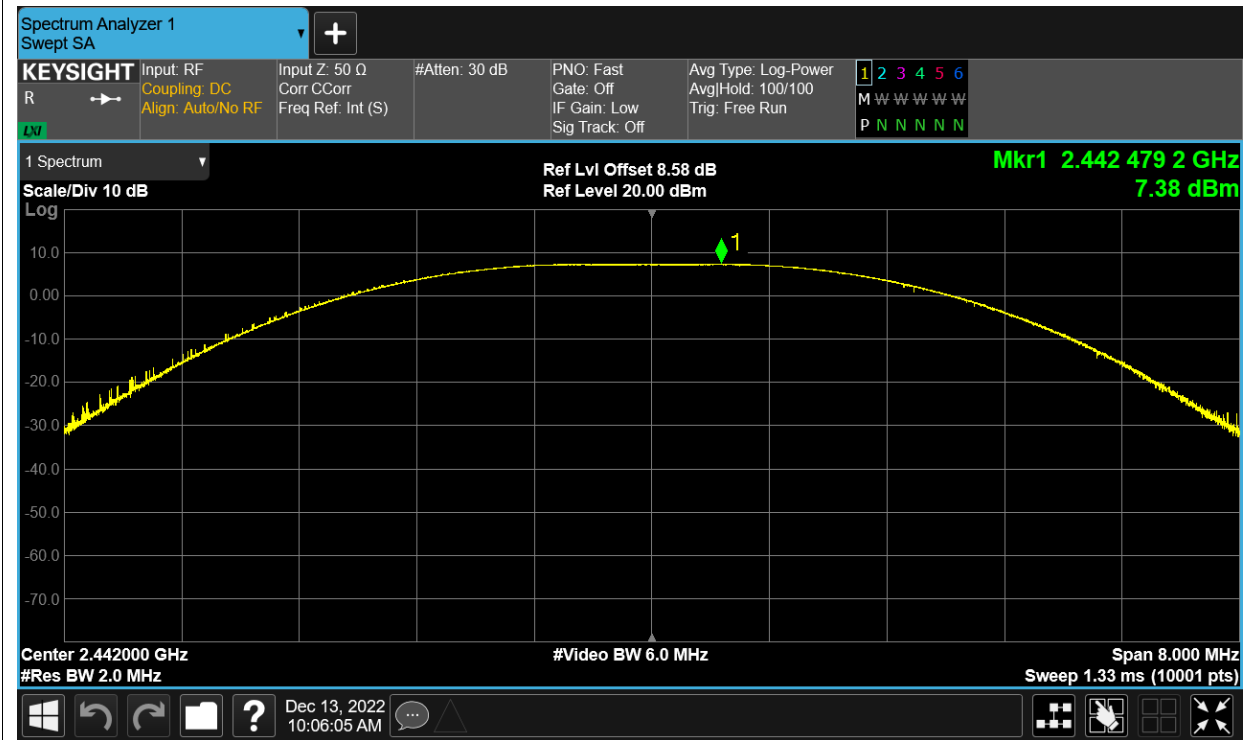 Spectrum Analyzer 1
Swept SA
KEYSIGHT
R
LXI
Input: RF
Coupling: DC
Align: Auto/No RF
Input Z: 50 Ω
Corr CCorr
Freq Ref: Int (S)
#Atten: 30 dB
PNO: Fast
Gate: Off
IF Gain: Low
Sig Track: Off
Avg Type: Log-Power
Avg|Hold: 100/100
Trig: Free Run
1 2 3 4 5 6
M W W W W W
P N N N N N
1 Spectrum
Scale/Div 10 dB
Ref Lvl Offset 8.58 dB
Ref Level 20.00 dBm
Mkr1 2.442 479 2 GHz
7.38 dBm
Log
1
10.0
0.00
-10.0
-20.0
-30.0
-40.0
-50.0
-60.0
-70.0
Center 2.442000 GHz
#Res BW 2.0 MHz
#Video BW 6.0 MHz
Span 8.000 MHz
Sweep 1.33 ms (10001 pts)
?
Dec 13, 2022
10:06:05 AM